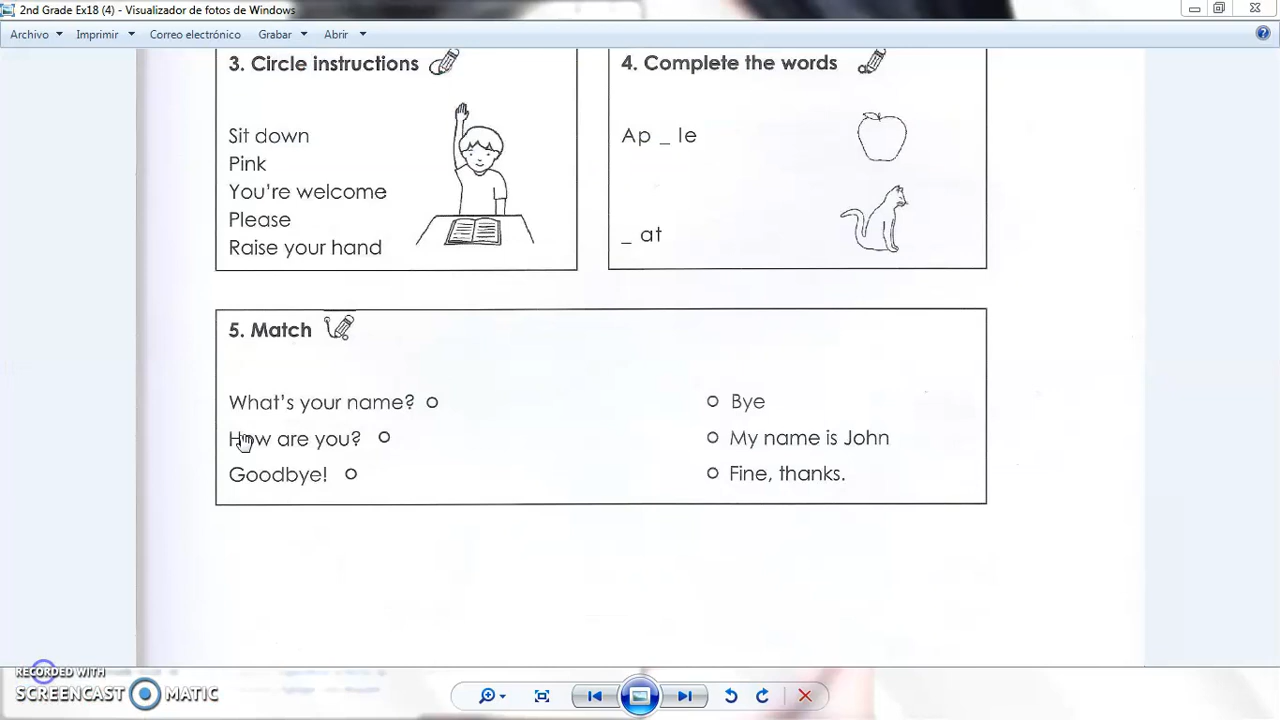 2nd Grade Ex18 (4) - Visualizador de fotos de Windows
Archivo Imprimir Correo electrónico Grabar Abrir
3. Circle instructions
Sit down
Pink
You're welcome
Please
Raise your hand
4. Complete the words
Ap _ le
_ at
5. Match
What's your name? Bye
How are you? My name is John
Goodbye! Fine, thanks.
RECORDED WITH
SCREENCAST MATIC